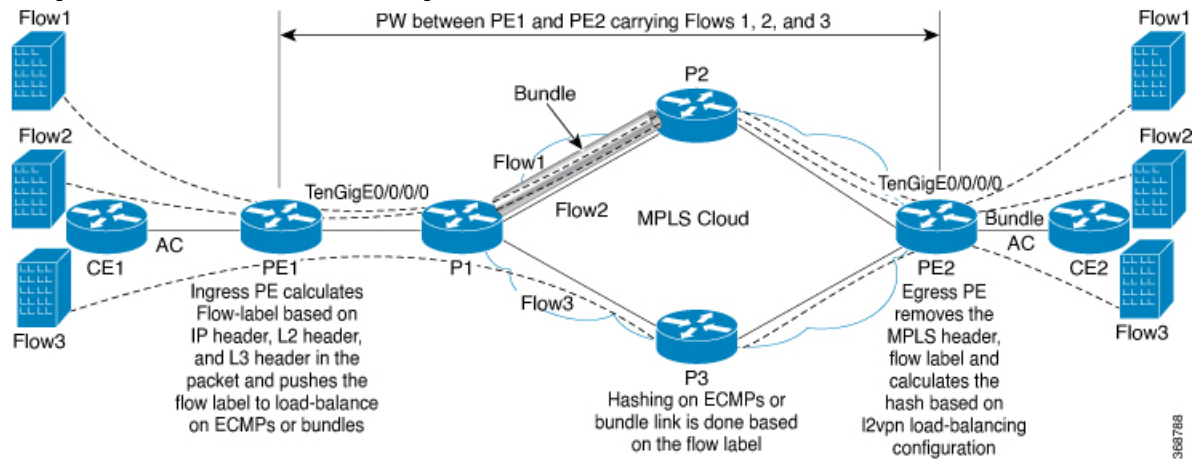 Flow1
PW between PE1 and PE2 carrying Flows 1, 2, and 3
Flow1
P2
Bundle
Flow2
Flow1
Flow2
TenGigE0/0/0/0
Flow2
MPLS Cloud
TenGigE0/0/0/0
Bundle
AC
AC
CE1
PE1
P1
PE2
CE2
Flow3
Flow3
Flow3
Ingress PE calculates
Flow-label based on
IP header, L2 header,
and L3 header in the
packet and pushes the
flow label to load-balance
on ECMPs or bundles
P3
Hashing on ECMPs or
bundle link is done based
on the flow label
Egress PE
removes the
MPLS header,
flow label and
calculates the
hash based on
l2vpn load-balancing
configuration
368788